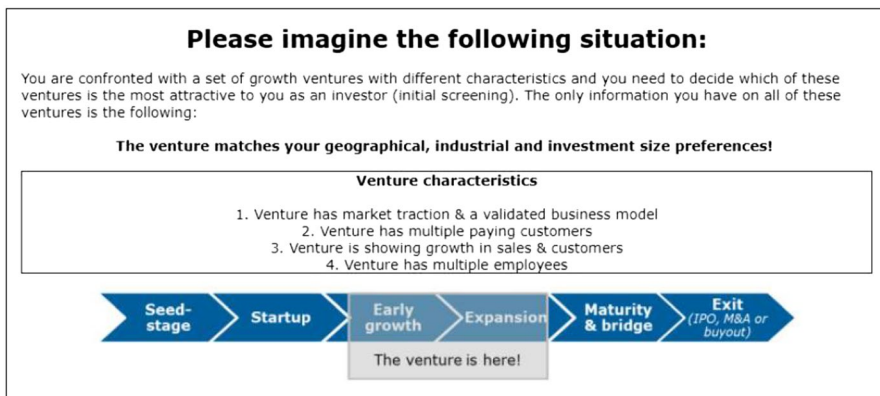 Please imagine the following situation:
You are confronted with a set of growth ventures with different characteristics and you need to decide which of these
ventures is the most attractive to you as an investor (initial screening). The only information you have on all of these
ventures is the following:
The venture matches your geographical, industrial and investment size preferences!
Venture characteristics
1. Venture has market traction & a validated business model
2. Venture has multiple paying customers
3. Venture is showing growth in sales & customers
4. Venture has multiple employees
Seed-
stage
Startup
Early
growth
Expansion
Maturity
& bridge
Exit
(IPO, M&A or
buyout)
The venture is here!